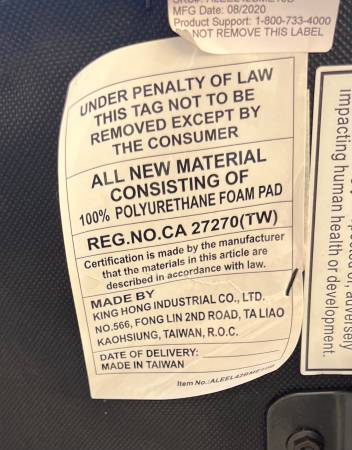 MFG Date: 08/2020
Product Support: 1-800-733-4000
NOT REMOVE THIS LABEL
UNDER PENALTY OF LAW
THIS TAG NOT TO BE
REMOVED EXCEPT BY
THE CONSUMER
ALL NEW MATERIAL
CONSISTING OF
100% POLYURETHANE FOAM PAD
REG.NO.CA 27270(TW)
Certification is made by the manufacturer
that the materials in this article are
described in accordance with law.
MADE BY
KING HONG INDUSTRIAL CO., LTD.
NO.566, FONG LIN 2ND ROAD, TA LIAO
KAOHSIUNG, TAIWAN, R.O.C.
DATE OF DELIVERY:
MADE IN TAIWAN
Item No.:
adversely
impacting human health or development.